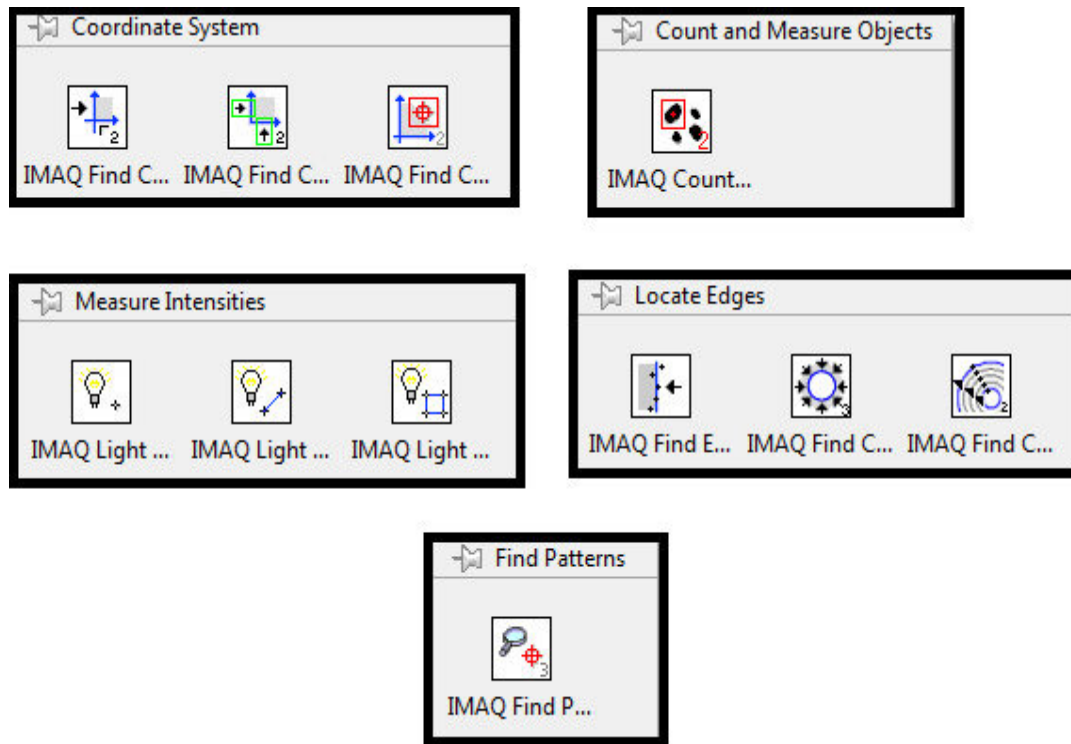 Coordinate System
IMAQ Find C... IMAQ Find C... IMAQ Find C...
Count and Measure Objects
IMAQ Count...
Measure Intensities
IMAQ Light ... IMAQ Light ... IMAQ Light ...
Locate Edges
IMAQ Find E... IMAQ Find C... IMAQ Find C...
Find Patterns
IMAQ Find P...